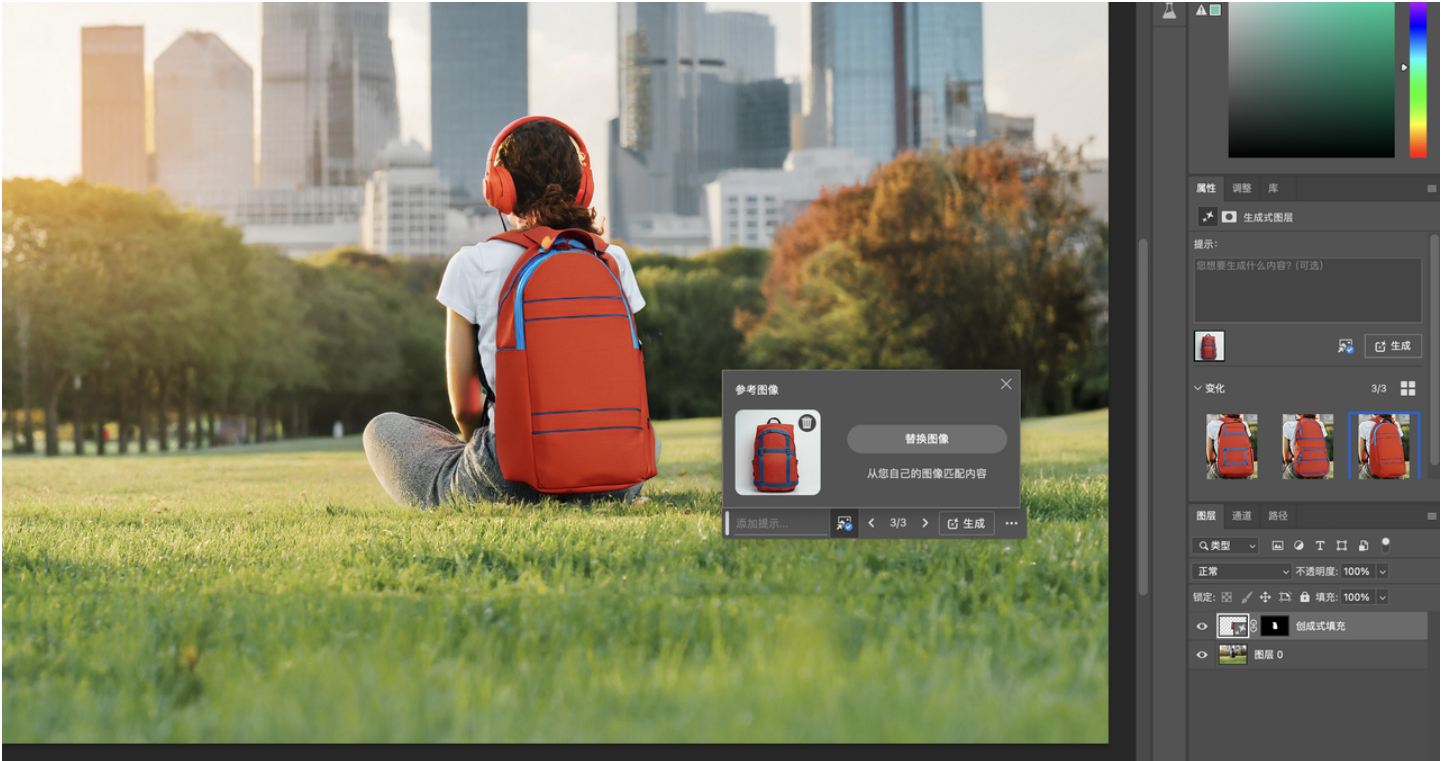 属性 调整 库
生成式图层
提示:
您想要生成什么内容? (可选)
生成
变化 3/3
参考图像
替换图像
从您自己的图像匹配内容
添加提示... 3/3 生成
图层 通道 路径
类型
正常 不透明度: 100%
锁定: 填充: 100%
创成式填充
图层 0